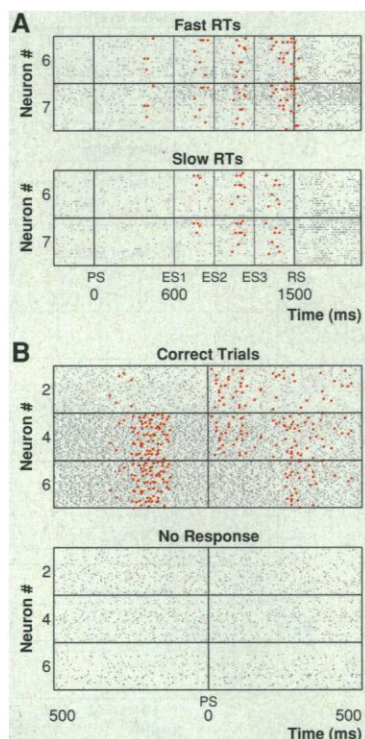 A
Fast RTs
Neuron #
6
7
Slow RTs
6
7
PS ES1 ES2 ES3 RS
0 600 1500
Time (ms)
B
Correct Trials
Neuron #
2
4
6
No Response
Neuron #
2
4
6
PS
500 0 500
Time (ms)